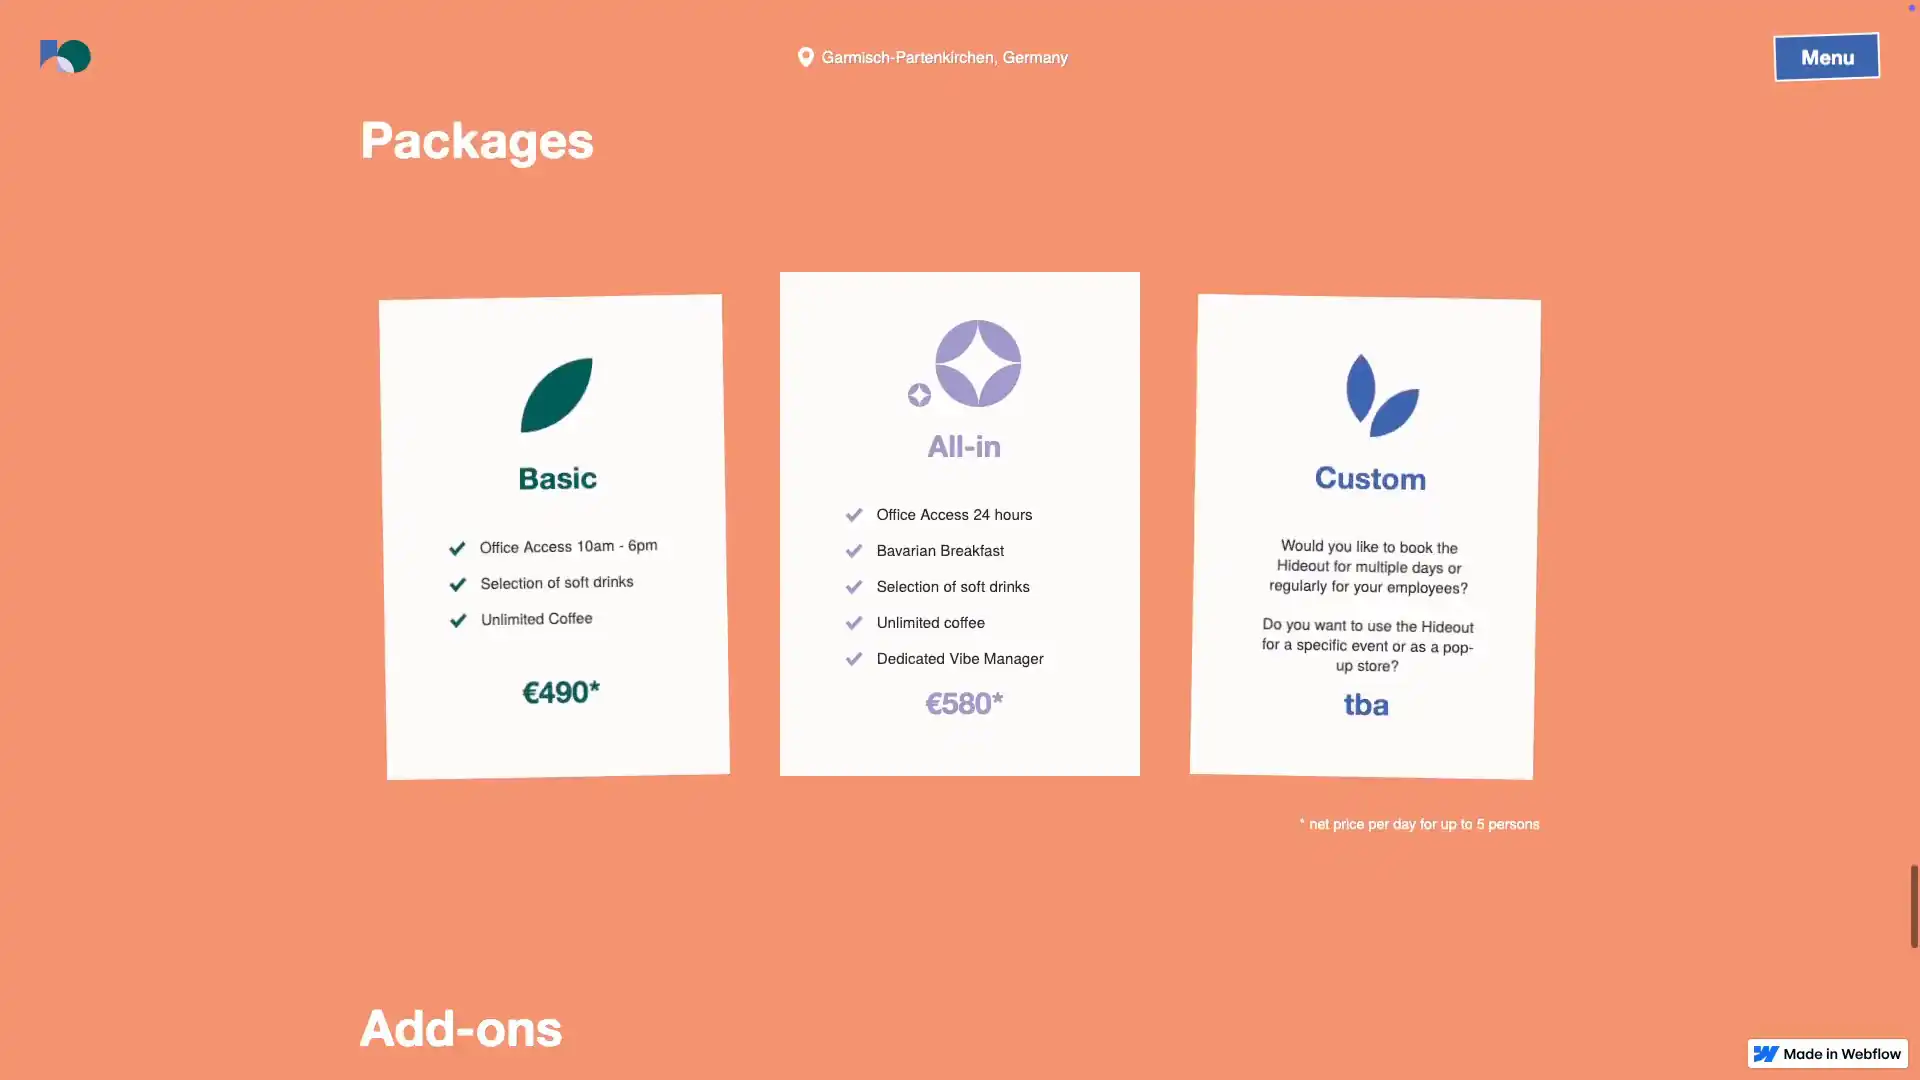 Garmisch-Partenkirchen, Germany
Menu
Packages
Basic
Office Access 10am - 6pm
Selection of soft drinks
Unlimited Coffee
€490*
All-in
Office Access 24 hours
Bavarian Breakfast
Selection of soft drinks
Unlimited coffee
Dedicated Vibe Manager
€580*
Custom
Would you like to book the
Hideout for multiple days or
regularly for your employees?
Do you want to use the Hideout
for a specific event or as a pop-
up store?
tba
* net price per day for up to 5 persons
Add-ons
Made in Webflow